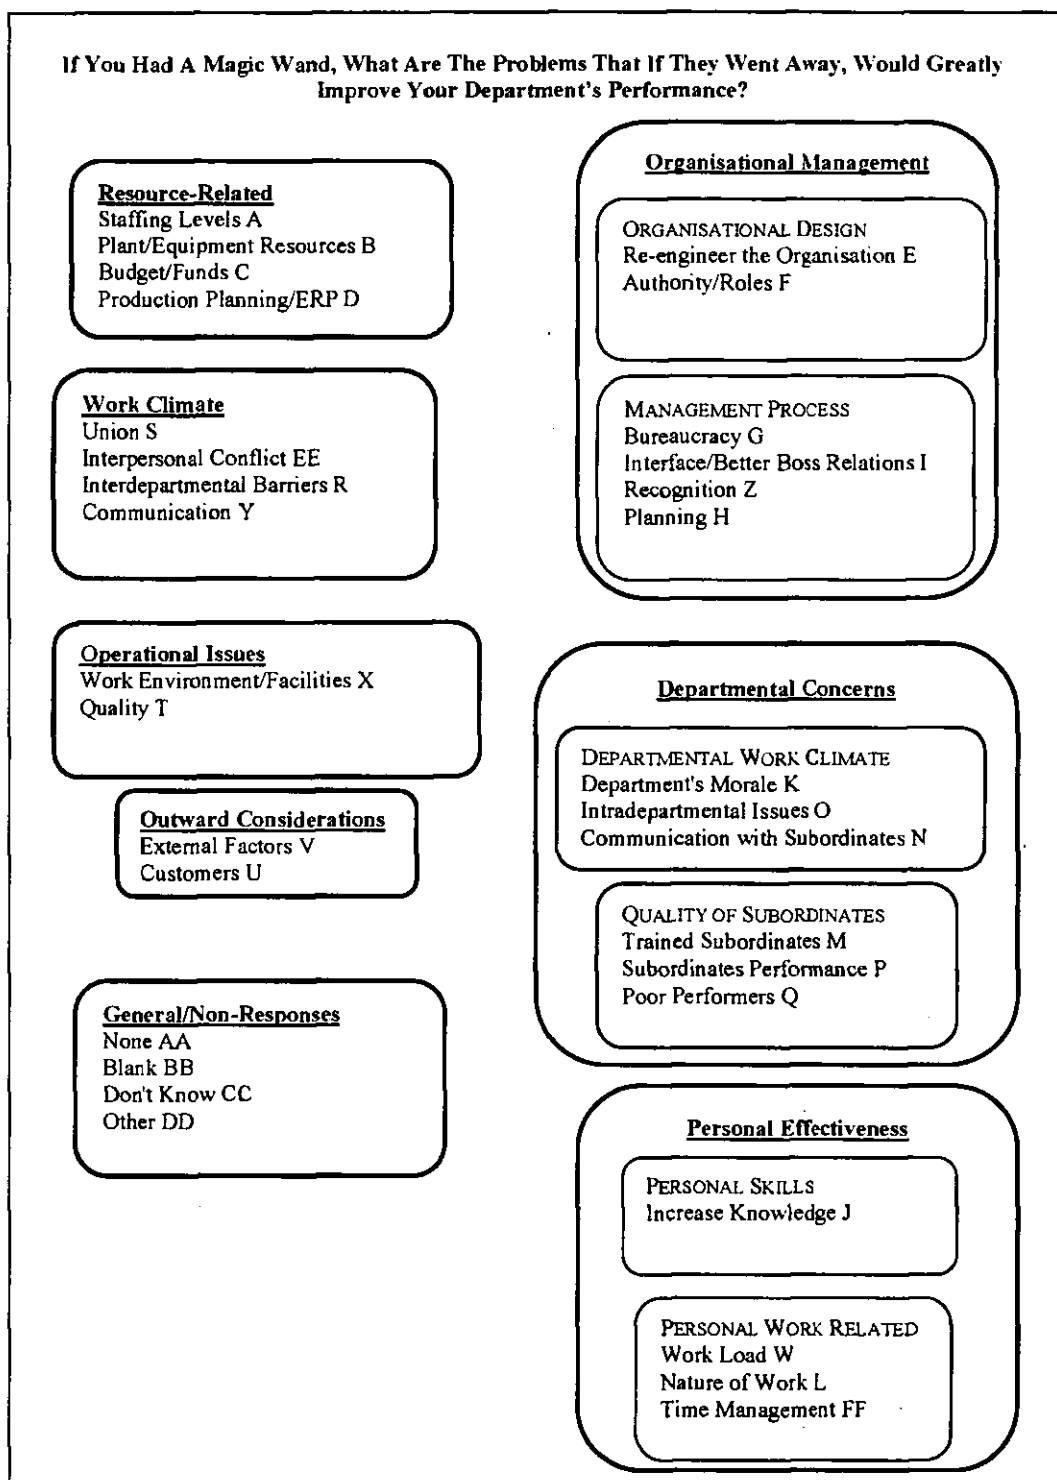 If You Had A Magic Wand, What Are The Problems That If They Went Away, Would Greatly
Improve Your Department's Performance?
Resource-Related
Staffing Levels A
Plant/Equipment Resources B
Budget/Funds C
Production Planning/ERP D
Work Climate
Union S
Interpersonal Conflict EE
Interdepartmental Barriers R
Communication Y
Operational Issues
Work Environment/Facilities X
Quality T
Outward Considerations
External Factors V
Customers U
General/Non-Responses
None AA
Blank BB
Don't Know CC
Other DD
Organisational Management
ORGANISATIONAL DESIGN
Re-engineer the Organisation E
Authority/Roles F
MANAGEMENT PROCESS
Bureaucracy G
Interface/Better Boss Relations I
Recognition Z
Planning H
Departmental Concerns
DEPARTMENTAL WORK CLIMATE
Department's Morale K
Intradepartmental Issues O
Communication with Subordinates N
QUALITY OF SUBORDINATES
Trained Subordinates M
Subordinates Performance P
Poor Performers Q
Personal Effectiveness
PERSONAL SKILLS
Increase Knowledge J
PERSONAL WORK RELATED
Work Load W
Nature of Work L
Time Management FF